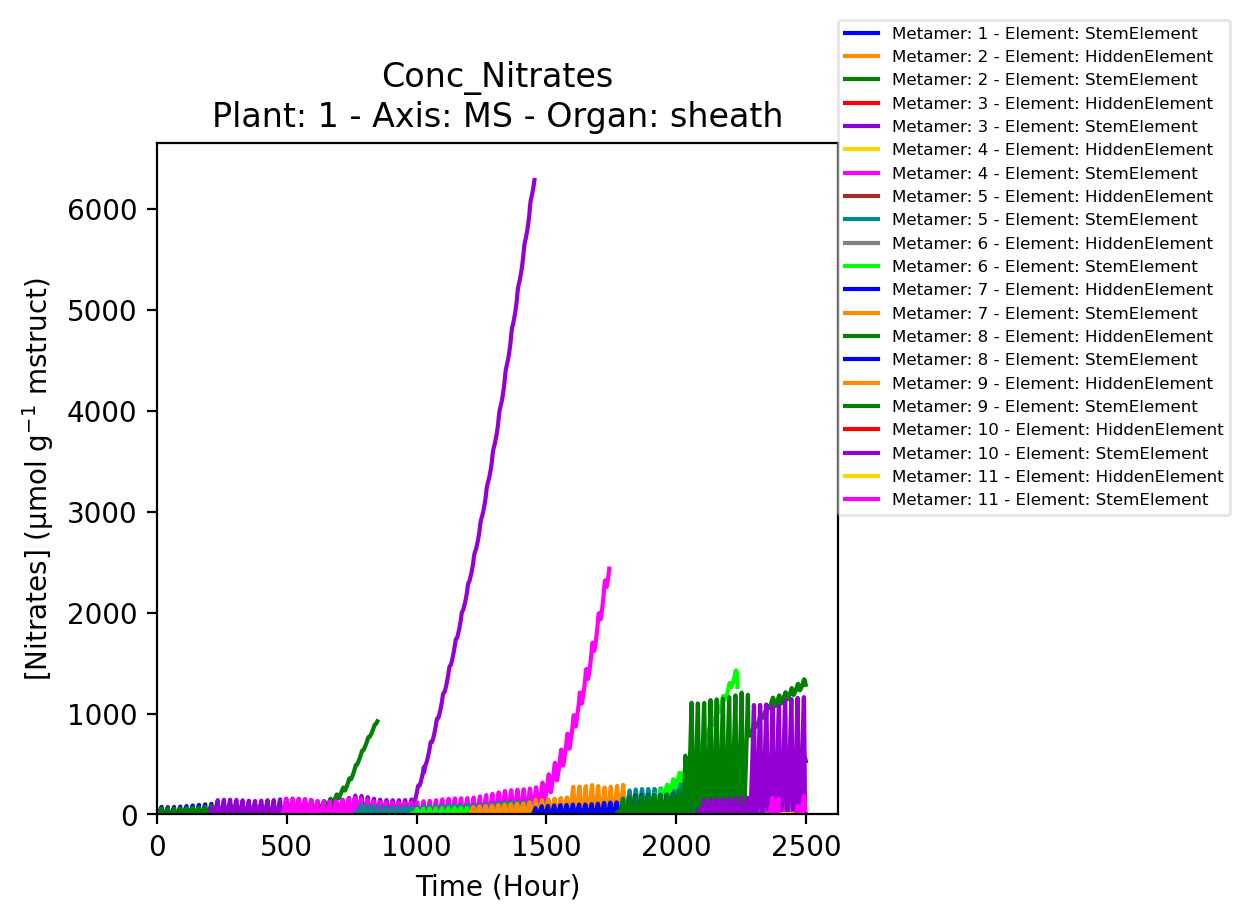 Conc_Nitrates
Plant: 1 - Axis: MS - Organ: sheath
[Nitrates] (µmol g⁻¹ mstruct)
6000
5000
4000
3000
2000
1000
0
0 500 1000 1500 2000 2500
Time (Hour)
Metamer: 1 - Element: StemElement
Metamer: 2 - Element: HiddenElement
Metamer: 2 - Element: StemElement
Metamer: 3 - Element: HiddenElement
Metamer: 3 - Element: StemElement
Metamer: 4 - Element: HiddenElement
Metamer: 4 - Element: StemElement
Metamer: 5 - Element: HiddenElement
Metamer: 5 - Element: StemElement
Metamer: 6 - Element: HiddenElement
Metamer: 6 - Element: StemElement
Metamer: 7 - Element: HiddenElement
Metamer: 7 - Element: StemElement
Metamer: 8 - Element: HiddenElement
Metamer: 8 - Element: StemElement
Metamer: 9 - Element: HiddenElement
Metamer: 9 - Element: StemElement
Metamer: 10 - Element: HiddenElement
Metamer: 10 - Element: StemElement
Metamer: 11 - Element: HiddenElement
Metamer: 11 - Element: StemElement